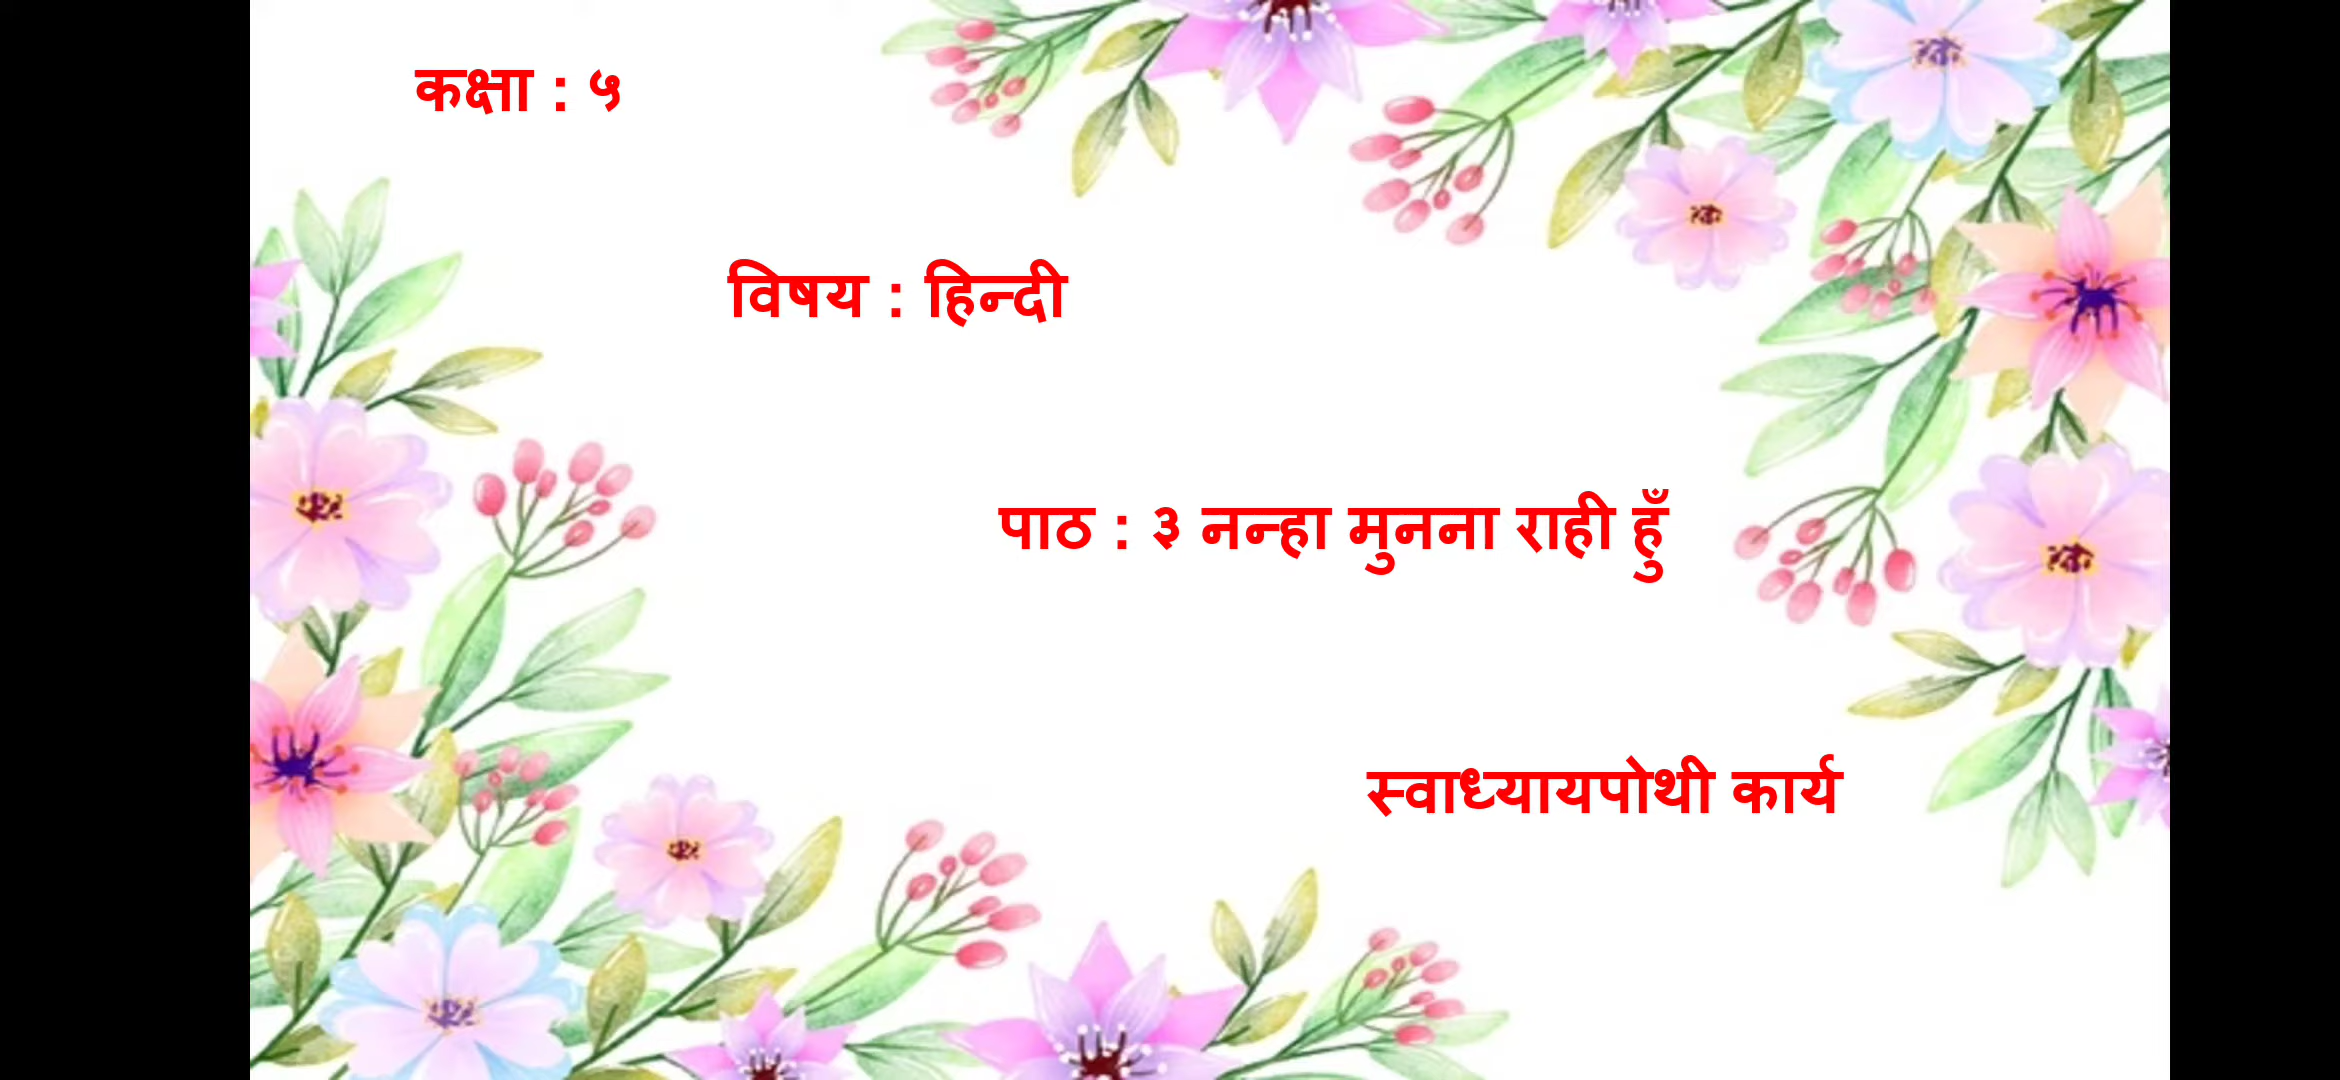 कक्षा : ५
विषय : हिन्दी
पाठ : ३ नन्हा मुनना राही हुँ
स्वाध्यायपोथी कार्य